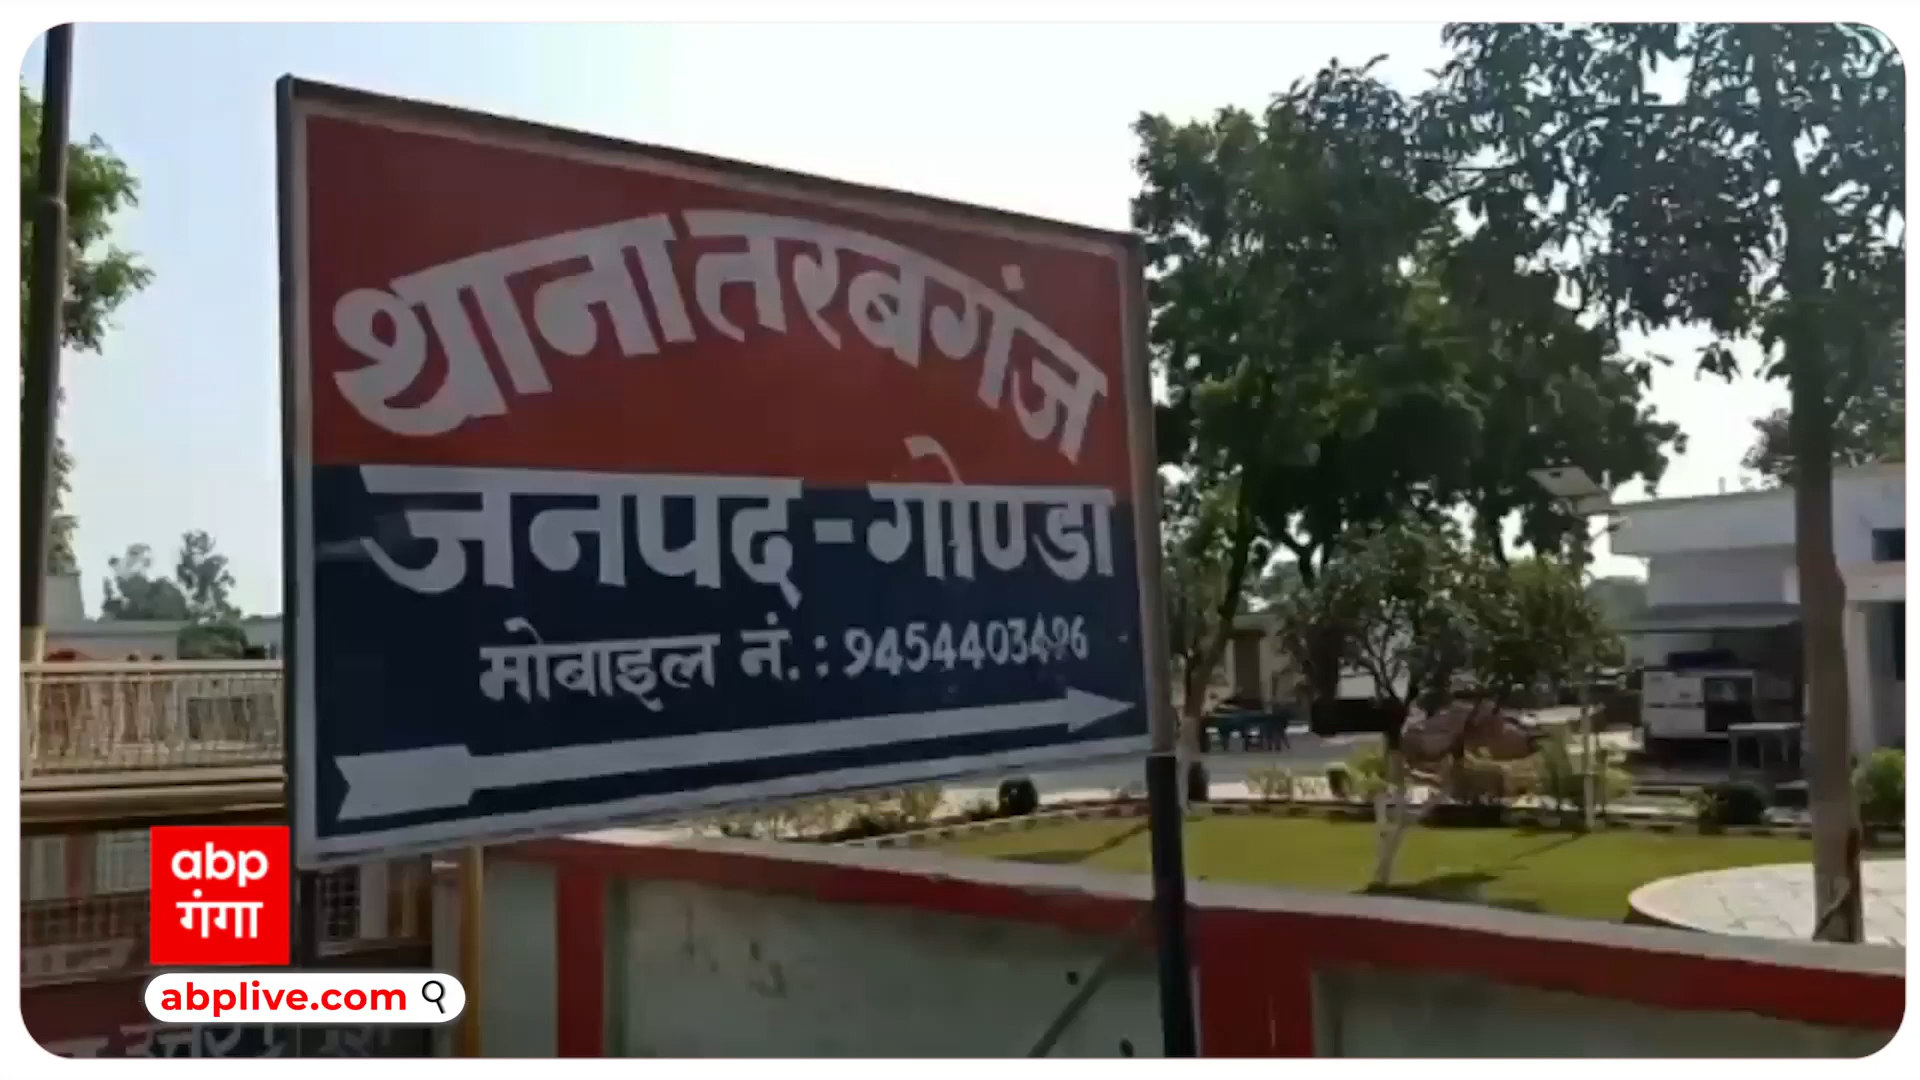 थाना तरबगंज
जनपद-गोण्डा
मोबाइल नं.: 9454403496
abp
गंगा
abplive.com